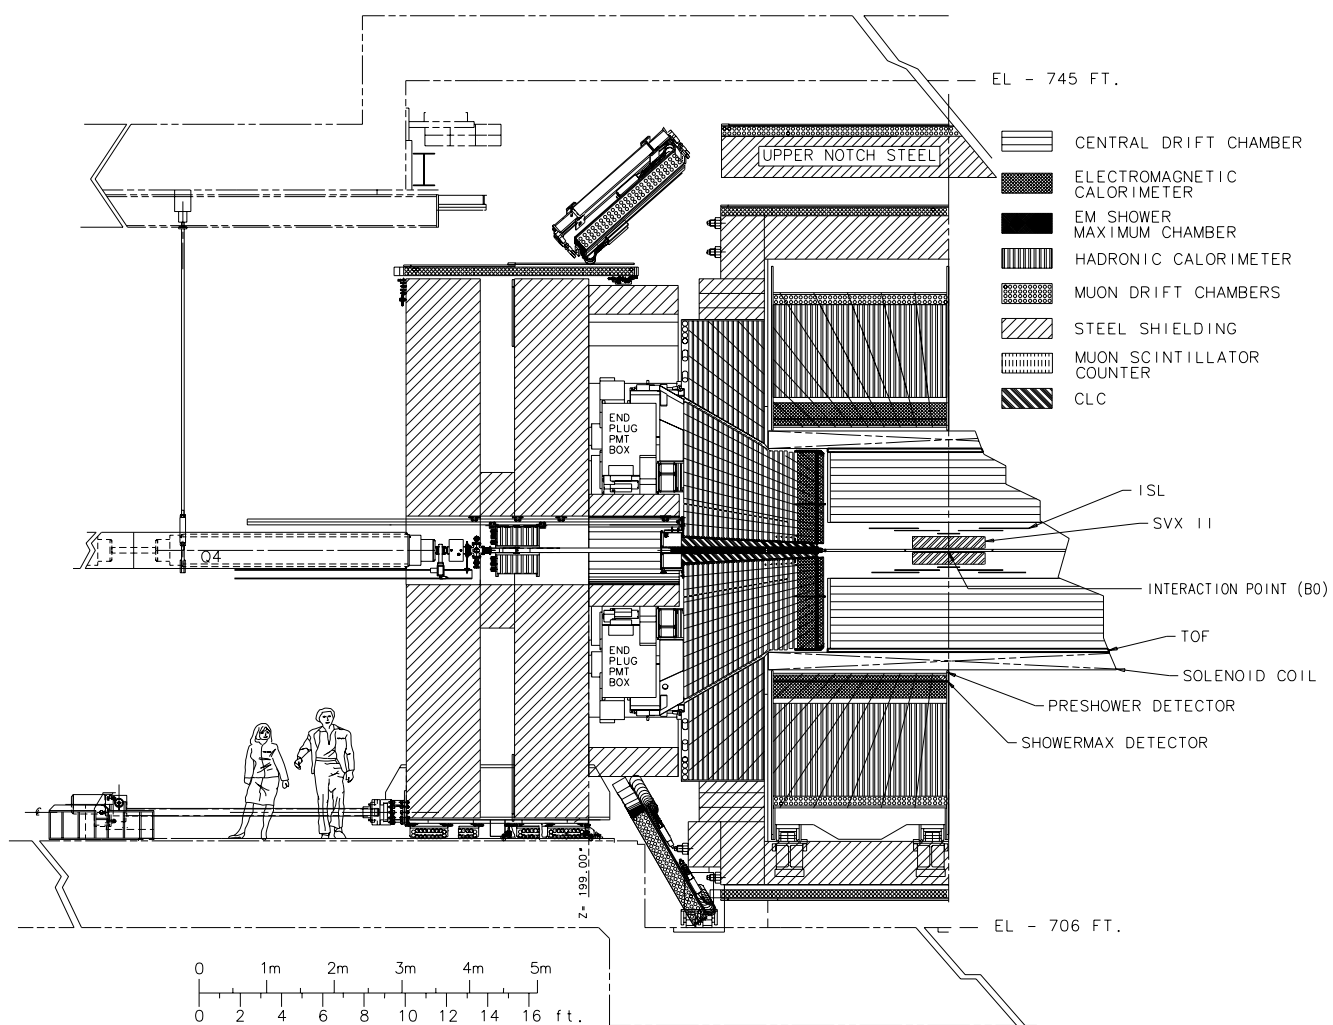 EL - 745 FT.
UPPER NOTCH STEEL
CENTRAL DRIFT CHAMBER
ELECTROMAGNETIC
CALORIMETER
EM SHOWER
MAXIMUM CHAMBER
HADRONIC CALORIMETER
MUON DRIFT CHAMBERS
STEEL SHIELDING
MUON SCINTILLATOR
COUNTER
CLC
END
PLUG
PMT
BOX
ISL
SVX II
Q4
INTERACTION POINT (B0)
TOF
END
PLUG
PMT
BOX
SOLENOID COIL
PRESHOWER DETECTOR
SHOWERMAX DETECTOR
Z= 199.00"
EL - 706 FT.
0 1m 2m 3m 4m 5m
0 2 4 6 8 10 12 14 16 ft.